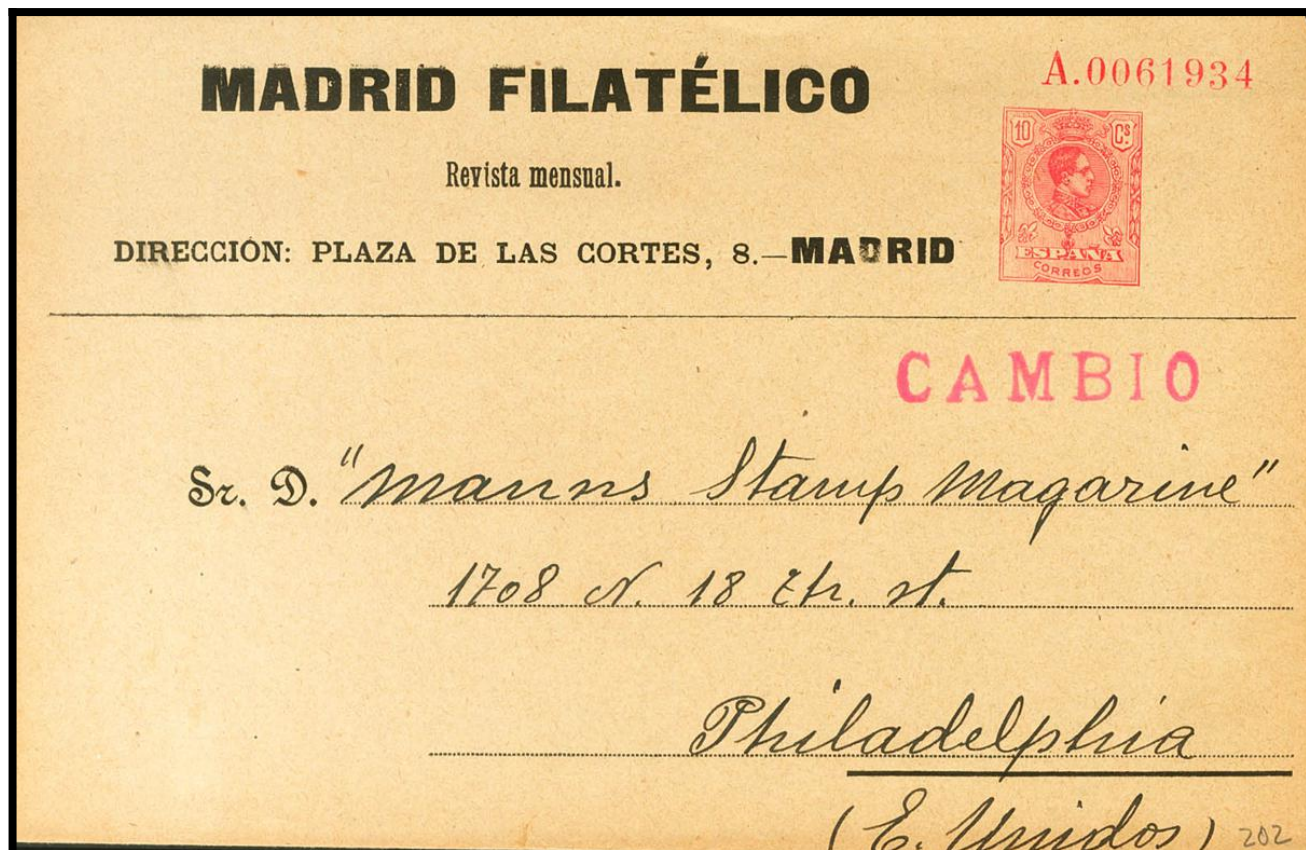 MADRID FILATÉLICO
A.0061934
Revista mensual.
10 Cs
DIRECCIÓN: PLAZA DE LAS CORTES, 8.—MADRID
ESPAÑA
CORREOS
CAMBIO
Sr. D. "Manns Stamp Magazine"
1708 N. 18 th. st.
Philadelphia
(E. Unidos) 202